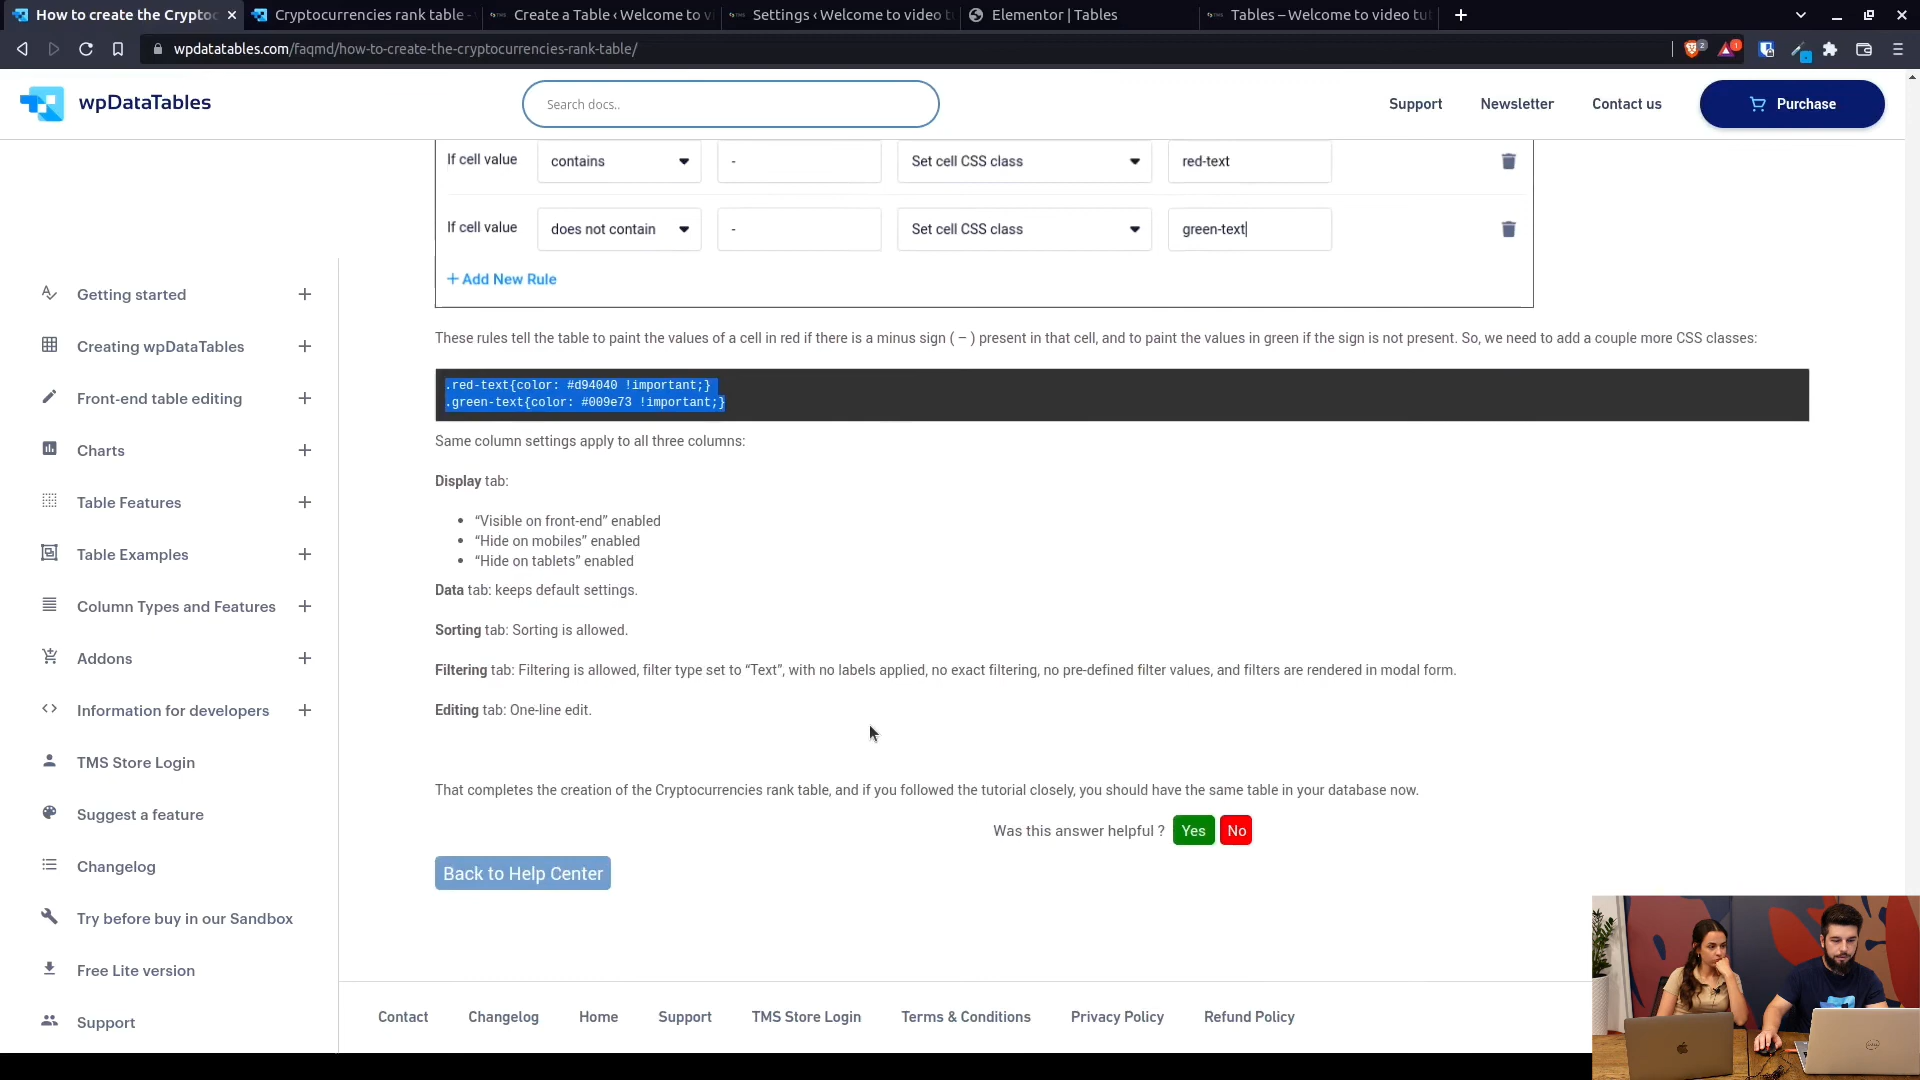 How to create the Crypto
Cryptocurrencies rank table -
Create a Table ‹ Welcome to v
Settings ‹ Welcome to video t
Elementor | Tables
Tables – Welcome to video tu
wpdatatables.com/faqmd/how-to-create-the-cryptocurrencies-rank-table/
2
1
wpDataTables
Search docs..
Support
Newsletter
Contact us
Purchase
If cell value
contains
-
Set cell CSS class
red-text
If cell value
does not contain
-
Set cell CSS class
green-text
+ Add New Rule
These rules tell the table to paint the values of a cell in red if there is a minus sign ( – ) present in that cell, and to paint the values in green if the sign is not present. So, we need to add a couple more CSS classes:
.red-text{color: #d94040 !important;}
.green-text{color: #009e73 !important;}
Same column settings apply to all three columns:
Display tab:
• “Visible on front-end” enabled
• “Hide on mobiles” enabled
• “Hide on tablets” enabled
Data tab: keeps default settings.
Sorting tab: Sorting is allowed.
Filtering tab: Filtering is allowed, filter type set to “Text”, with no labels applied, no exact filtering, no pre-defined filter values, and filters are rendered in modal form.
Editing tab: One-line edit.
That completes the creation of the Cryptocurrencies rank table, and if you followed the tutorial closely, you should have the same table in your database now.
Was this answer helpful ?
Yes
No
Back to Help Center
Getting started
Creating wpDataTables
Front-end table editing
Charts
Table Features
Table Examples
Column Types and Features
Addons
Information for developers
TMS Store Login
Suggest a feature
Changelog
Try before buy in our Sandbox
Free Lite version
Support
Contact
Changelog
Home
Support
TMS Store Login
Terms & Conditions
Privacy Policy
Refund Policy